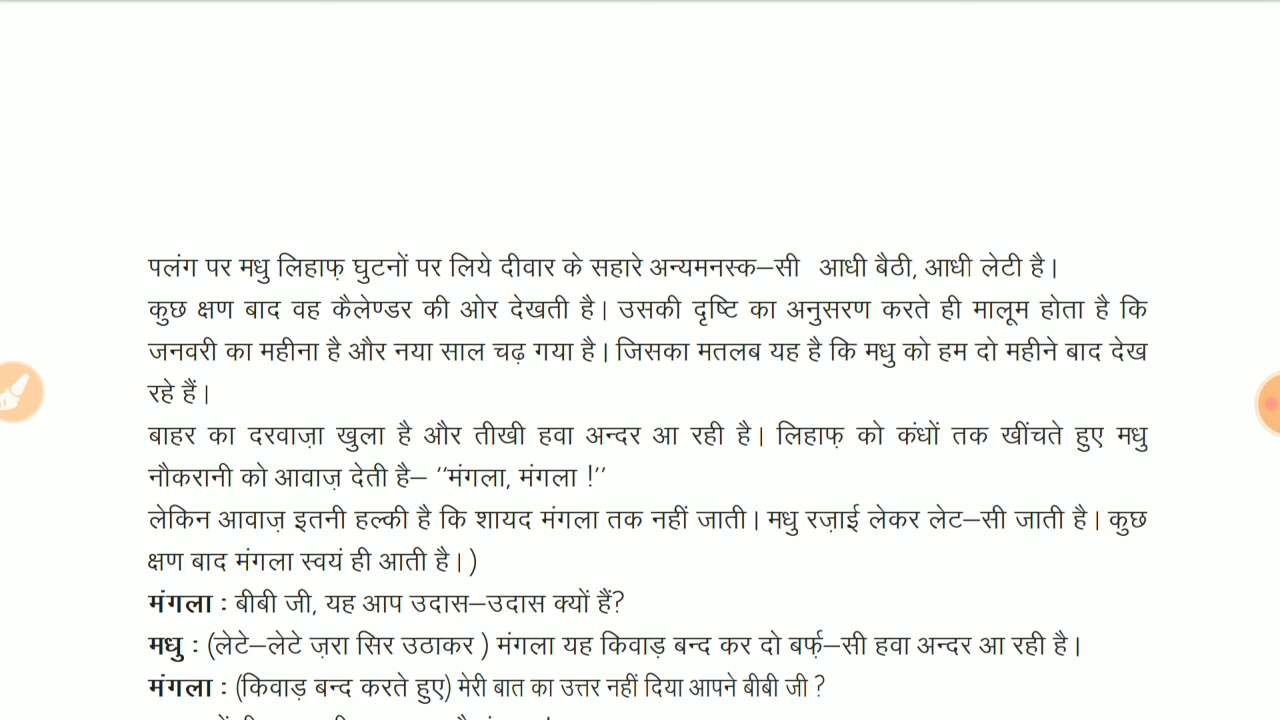 पलंग पर मधु लिहाफ़ घुटनों पर लिये दीवार के सहारे अन्यमनस्क–सी आधी बैठी, आधी लेटी है।
कुछ क्षण बाद वह कैलेण्डर की ओर देखती है। उसकी दृष्टि का अनुसरण करते ही मालूम होता है कि
जनवरी का महीना है और नया साल चढ़ गया है। जिसका मतलब यह है कि मधु को हम दो महीने बाद देख
रहे हैं।
बाहर का दरवाज़ा खुला है और तीखी हवा अन्दर आ रही है। लिहाफ़ को कंधों तक खींचते हुए मधु
नौकरानी को आवाज़ देती है– ‘‘मंगला, मंगला !’’
लेकिन आवाज़ इतनी हल्की है कि शायद मंगला तक नहीं जाती। मधु रज़ाई लेकर लेट–सी जाती है। कुछ
क्षण बाद मंगला स्वयं ही आती है।)
मंगला : बीबी जी, यह आप उदास–उदास क्यों हैं?
मधु : (लेटे–लेटे ज़रा सिर उठाकर ) मंगला यह किवाड़ बन्द कर दो बर्फ़–सी हवा अन्दर आ रही है।
मंगला : (किवाड़ बन्द करते हुए) मेरी बात का उत्तर नहीं दिया आपने बीबी जी ?